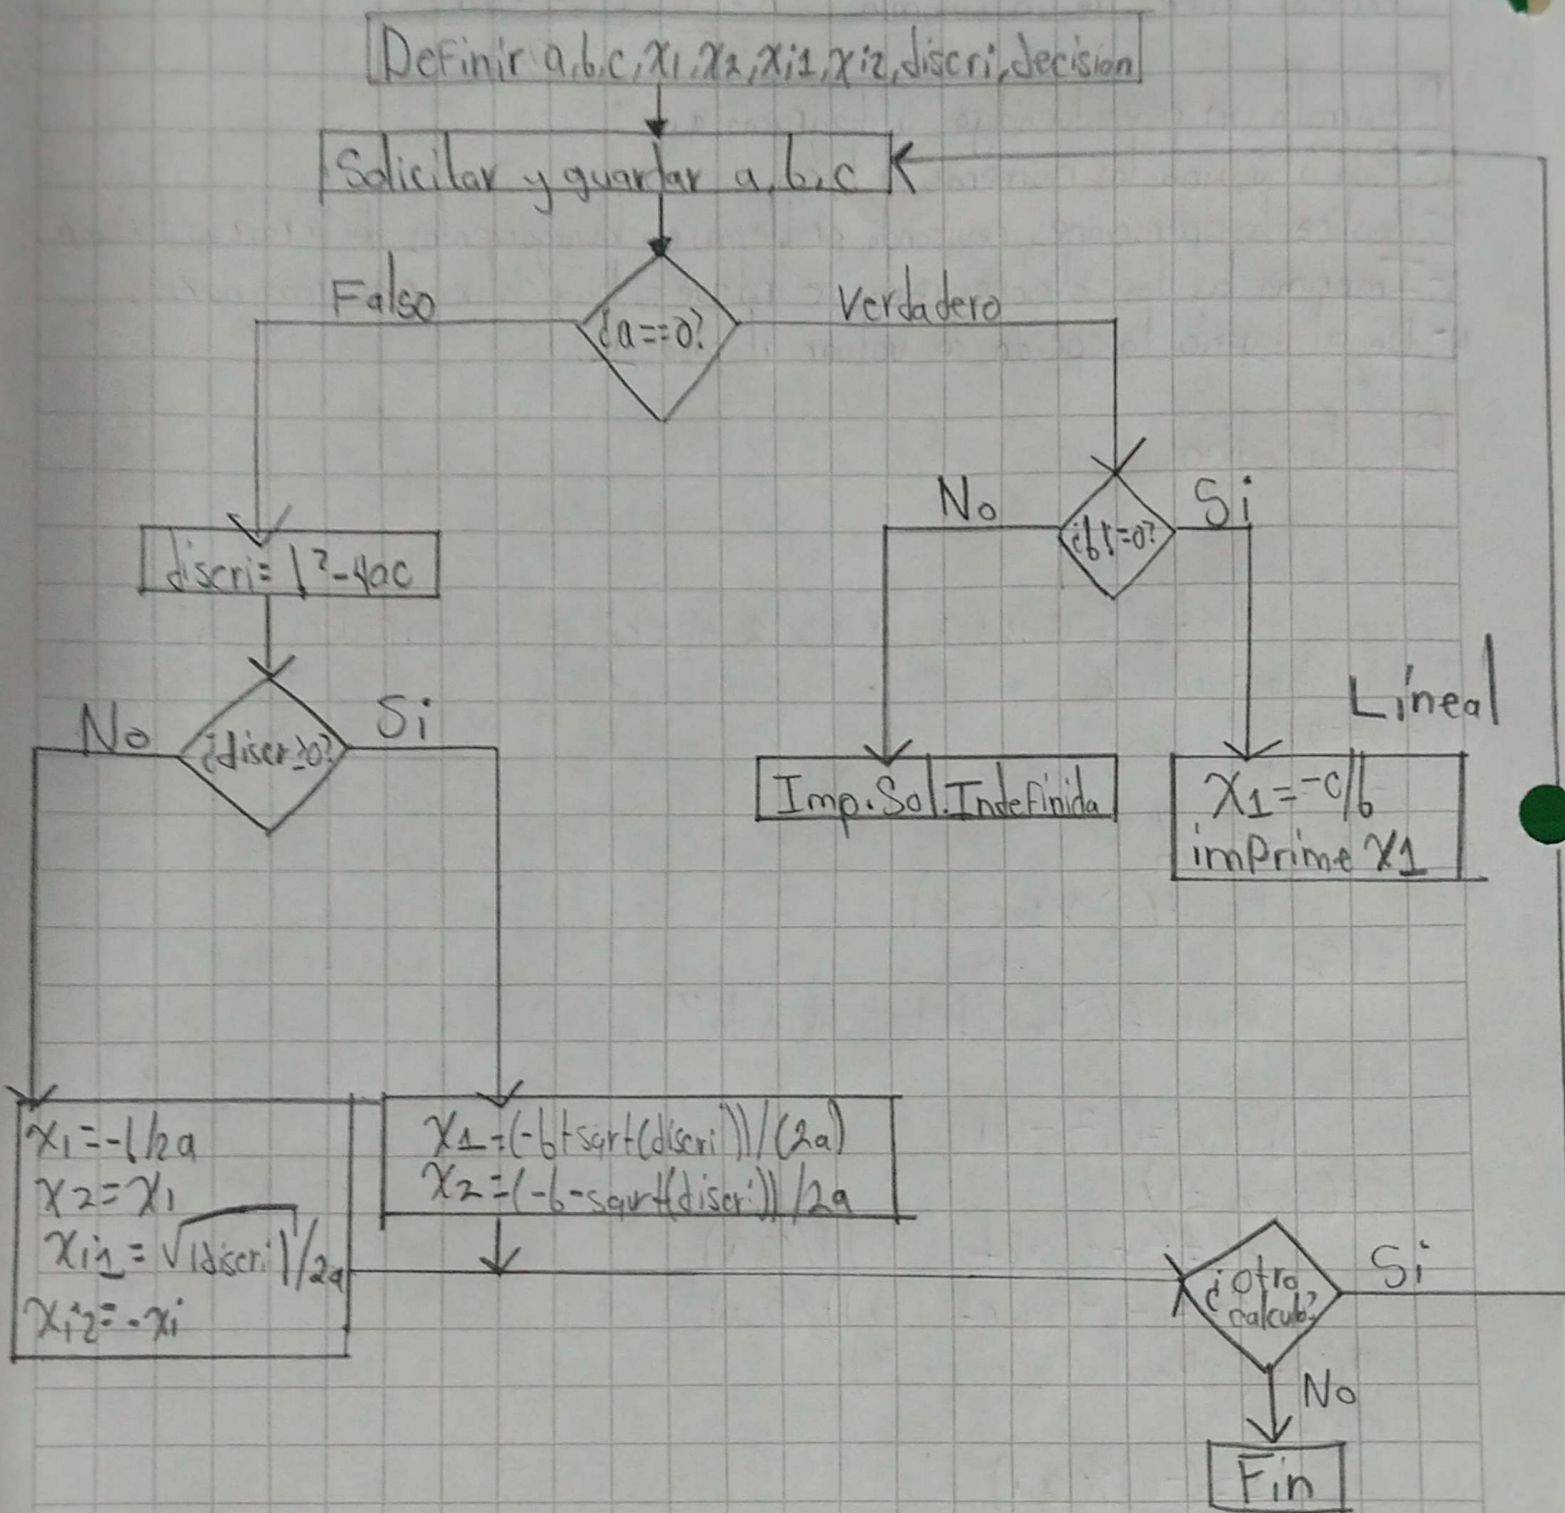 Definir a,b,c,x1,x2,xi1,xi2,discri,decision
Solicitar y guardar a,b,c
Falso
Verdadero
¿a==0?
No
Si
¿b!=0?
discri=b²-4ac
Líneal
No
Si
¿discr≥0?
Imp.Sol.Indefinida
x1=-c/b
imprime x1
x1=-b/2a
x2=x1
xi1=√|discri|/2a
xi2=-xi
x1=(-b+sqrt(discri))/(2a)
x2=(-b-sqrt(discri))/2a
¿otro
calculo?
Si
No
Fin